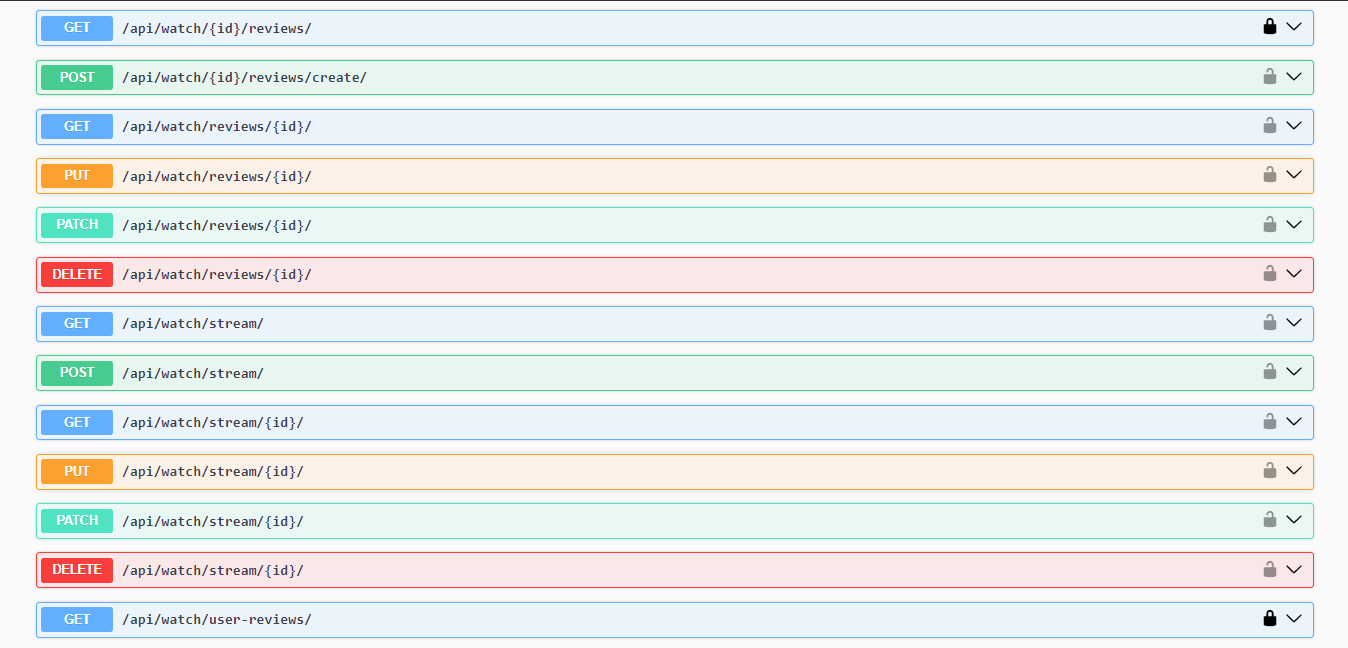 GET /api/watch/{id}/reviews/
POST /api/watch/{id}/reviews/create/
GET /api/watch/reviews/{id}/
PUT /api/watch/reviews/{id}/
PATCH /api/watch/reviews/{id}/
DELETE /api/watch/reviews/{id}/
GET /api/watch/stream/
POST /api/watch/stream/
GET /api/watch/stream/{id}/
PUT /api/watch/stream/{id}/
PATCH /api/watch/stream/{id}/
DELETE /api/watch/stream/{id}/
GET /api/watch/user-reviews/